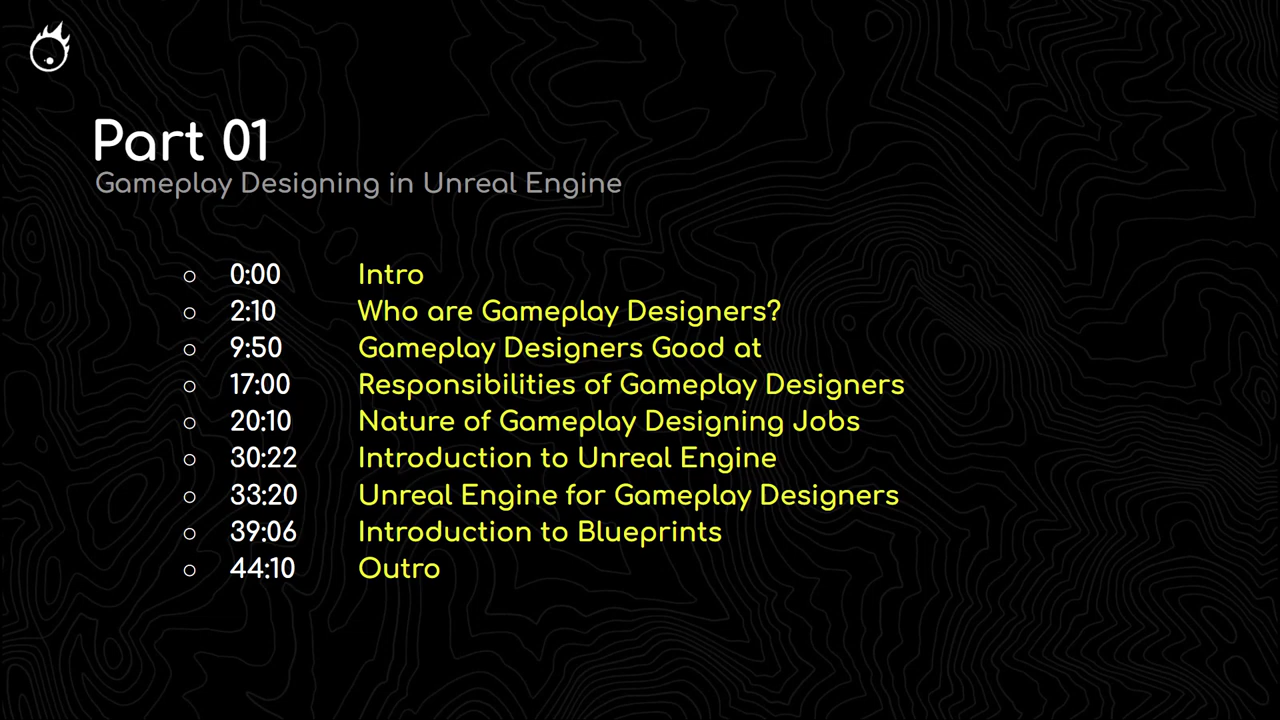 Part 01
Gameplay Designing in Unreal Engine
0:00 Intro
2:10 Who are Gameplay Designers?
9:50 Gameplay Designers Good at
17:00 Responsibilities of Gameplay Designers
20:10 Nature of Gameplay Designing Jobs
30:22 Introduction to Unreal Engine
33:20 Unreal Engine for Gameplay Designers
39:06 Introduction to Blueprints
44:10 Outro